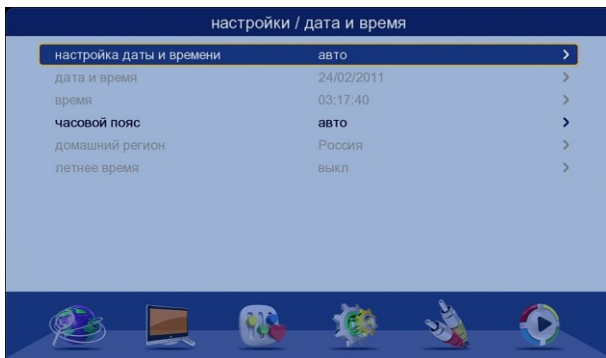 настройки / дата и время
настройка даты и времени авто >
дата и время 24/02/2011 >
время 03:17:40 >
часовой пояс авто >
домашний регион Россия >
летнее время выкл >